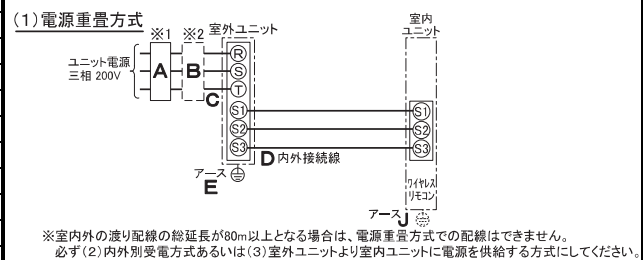 (1)電源重畳方式
※1 ※2 室外ユニット
室内
ユニット
ユニット電源
三相 200V
A B
R
S
T
C
S1
S2
S3
S1
S2
S3
D 内外接続線
アース
E
ワイヤレス
リモコン
アース J
※室内外の渡り配線の総延長が80m以上となる場合は、電源重畳方式での配線はできません。
必ず(2)内外別受電方式あるいは(3)室外ユニットより室内ユニットに電源を供給する方式にしてください。